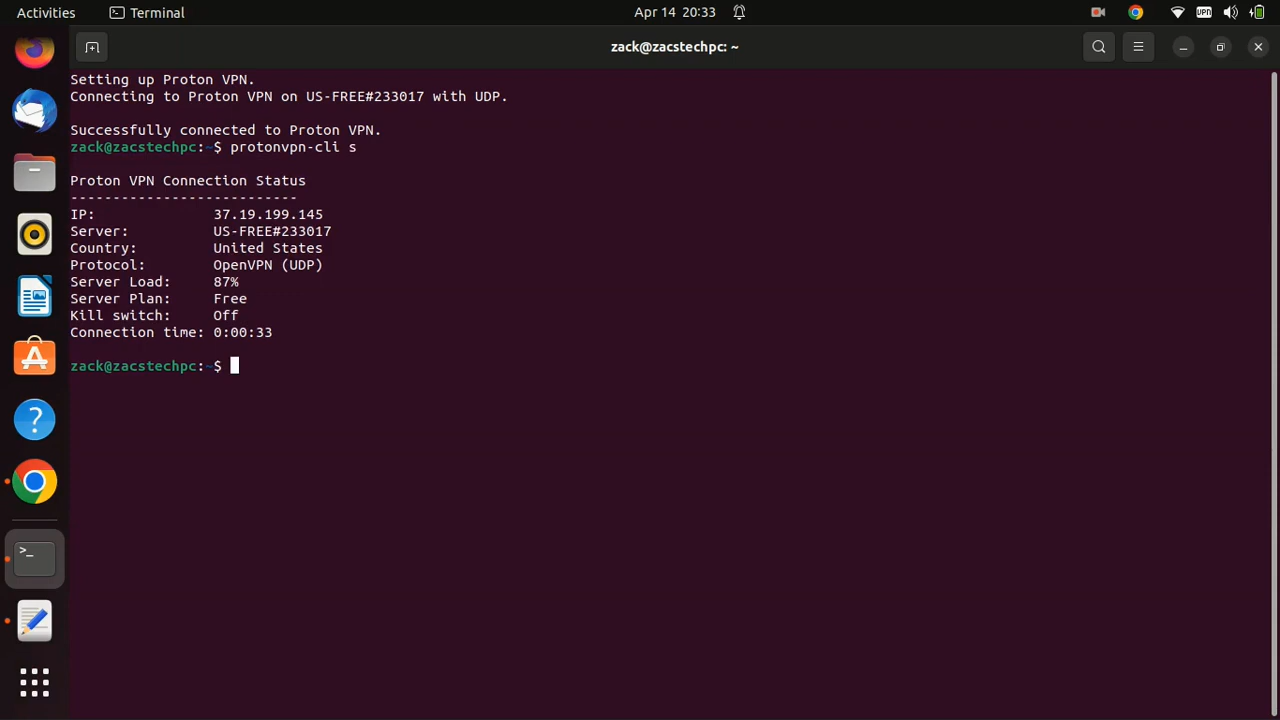 Activities Terminal Apr 14 20:33 VPN
zack@zacstechpc: ~
Setting up Proton VPN.
Connecting to Proton VPN on US-FREE#233017 with UDP.
Successfully connected to Proton VPN.
zack@zacstechpc:~$ protonvpn-cli s
Proton VPN Connection Status
---------------------------
IP: 37.19.199.145
Server: US-FREE#233017
Country: United States
Protocol: OpenVPN (UDP)
Server Load: 87%
Server Plan: Free
Kill switch: Off
Connection time: 0:00:33
zack@zacstechpc:~$